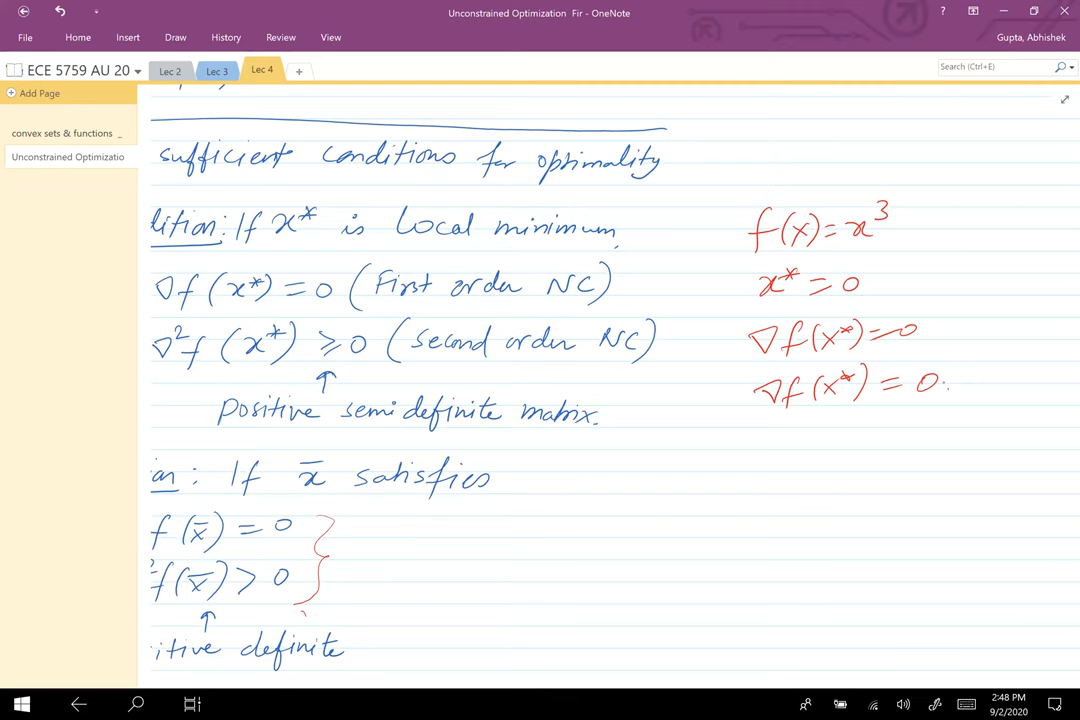 Unconstrained Optimization Fir - OneNote
File Home Insert Draw History Review View
Gupta, Abhishek
ECE 5759 AU 20
Lec 2 Lec 3 Lec 4
Search (Ctrl+E)
Add Page
convex sets & functions _
Unconstrained Optimizatio
sufficient conditions for optimality
lition: If x* is Local minimum,
∇f(x*) = 0 (First order NC)
∇²f(x*) ≥ 0 (second order NC)
↑
positive semidefinite matrix.
an: If x̄ satisfies
f(x̄) = 0
²f(x̄) > 0
↑
itive definite
f(x) = x³
x* = 0
∇f(x*) = 0
∇f(x*) = 0
2:48 PM
9/2/2020